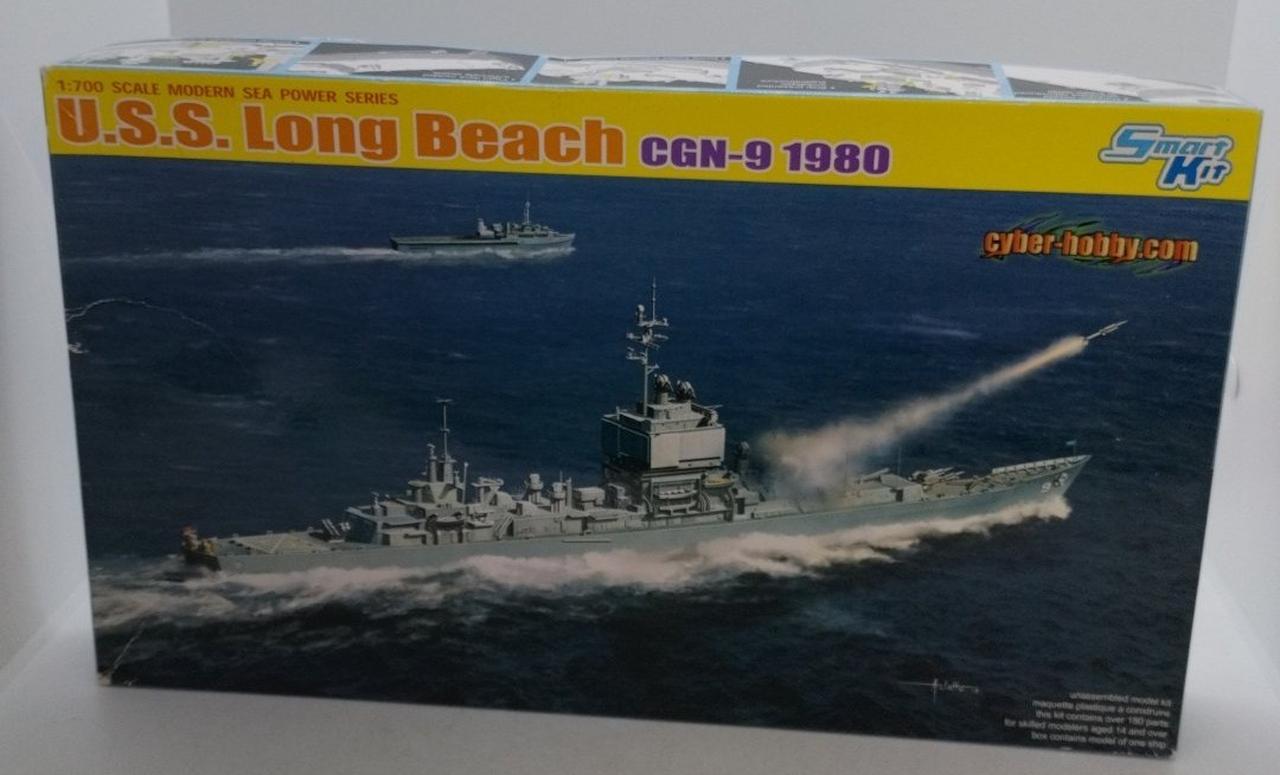 1:700 SCALE MODERN SEA POWER SERIES
U.S.S. Long Beach CGN-9 1980
Smart
Kit
cyber-hobby.com
unassembled model kit
maquette plastique à construire
this kit contains over 180 parts
for skilled modelers aged 14 and over
box contains model of one ship